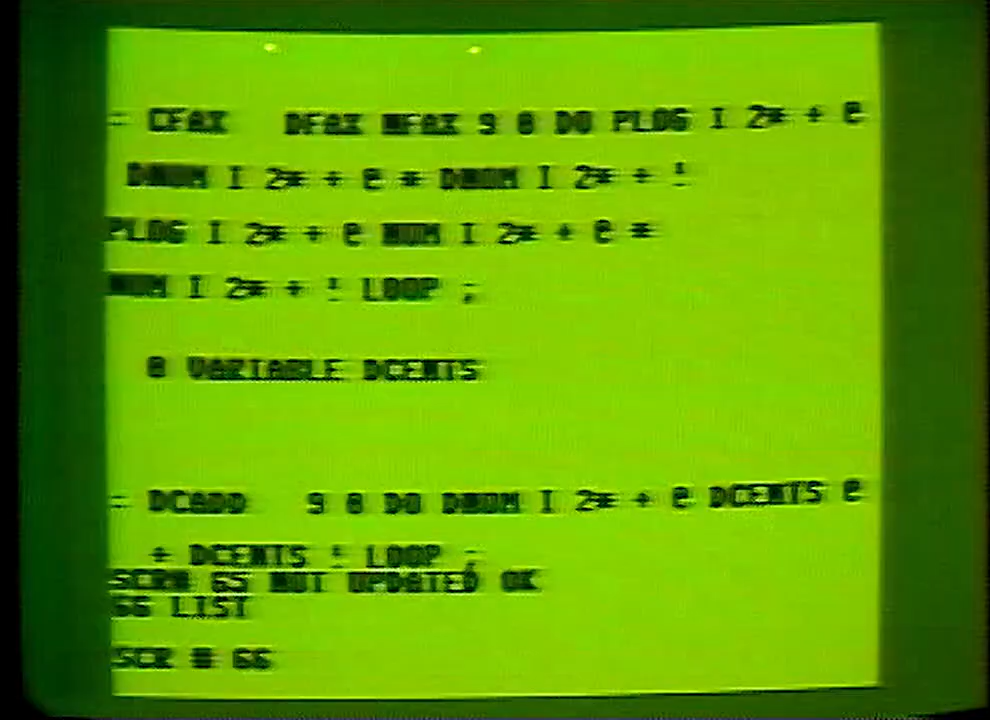 : CFAX DFAX NFAX 9 0 DO PLOG I 2* + @
DNUM I 2* + @ * DNUM I 2* + !
PLOG I 2* + @ NUM I 2* + @ *
NUM I 2* + ! LOOP ;
0 VARIABLE DCENTS
: DCADD 9 0 DO DNUM I 2* + @ DCENTS @
+ DCENTS ! LOOP ;
SCR# 65 NOT UPDATED OK
66 LIST
SCR # 66